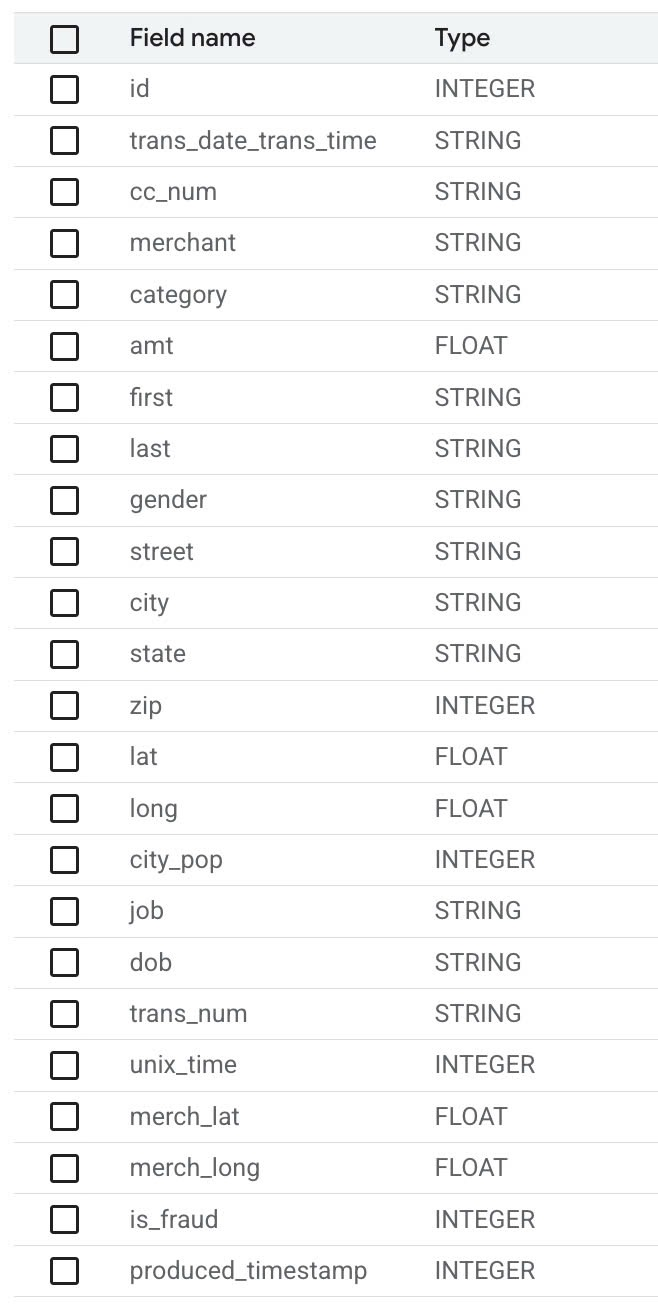 Field name Type
id INTEGER
trans_date_trans_time STRING
cc_num STRING
merchant STRING
category STRING
amt FLOAT
first STRING
last STRING
gender STRING
street STRING
city STRING
state STRING
zip INTEGER
lat FLOAT
long FLOAT
city_pop INTEGER
job STRING
dob STRING
trans_num STRING
unix_time INTEGER
merch_lat FLOAT
merch_long FLOAT
is_fraud INTEGER
produced_timestamp INTEGER